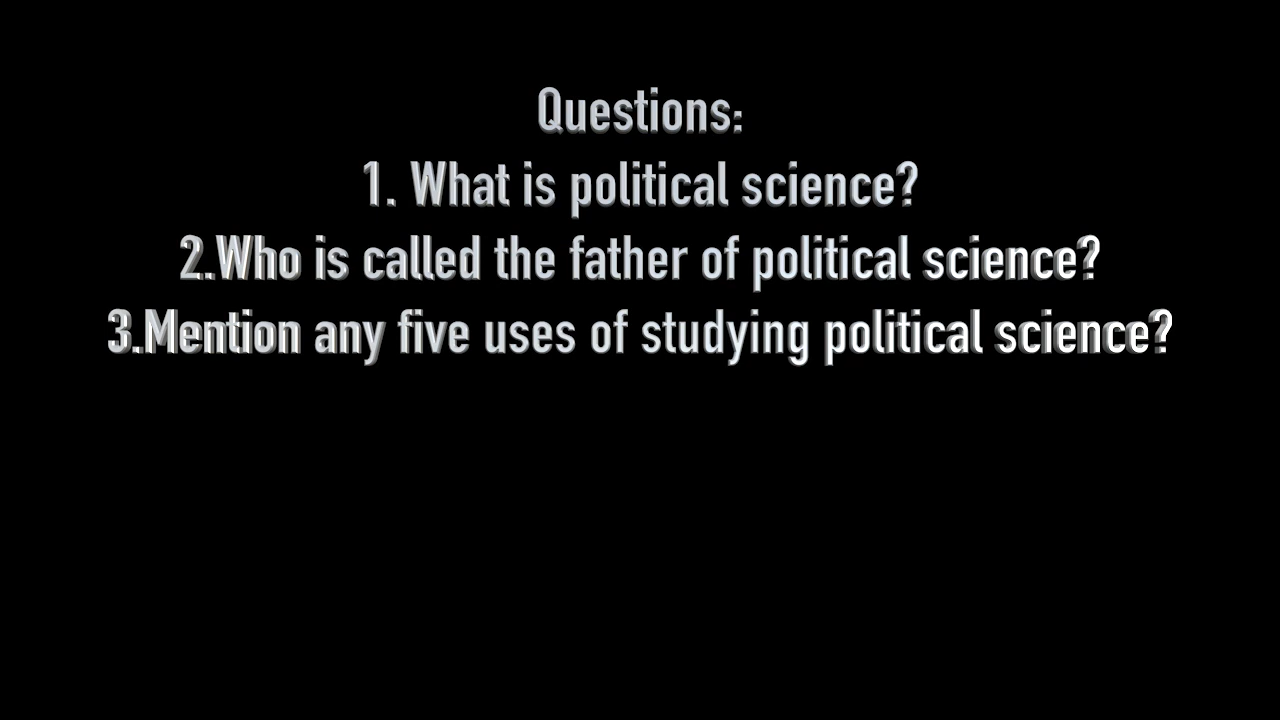 Questions:
1. What is political science?
2.Who is called the father of political science?
3.Mention any five uses of studying political science?